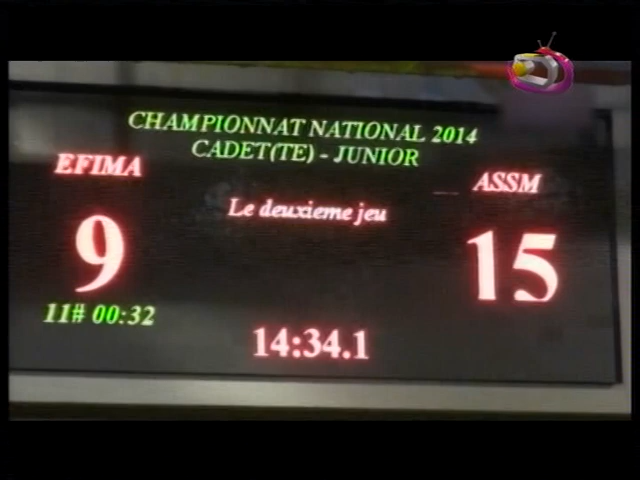 CHAMPIONNAT NATIONAL 2014
CADET(TE) - JUNIOR
EFIMA
ASSM
Le deuxieme jeu
9
15
11# 00:32
14:34.1